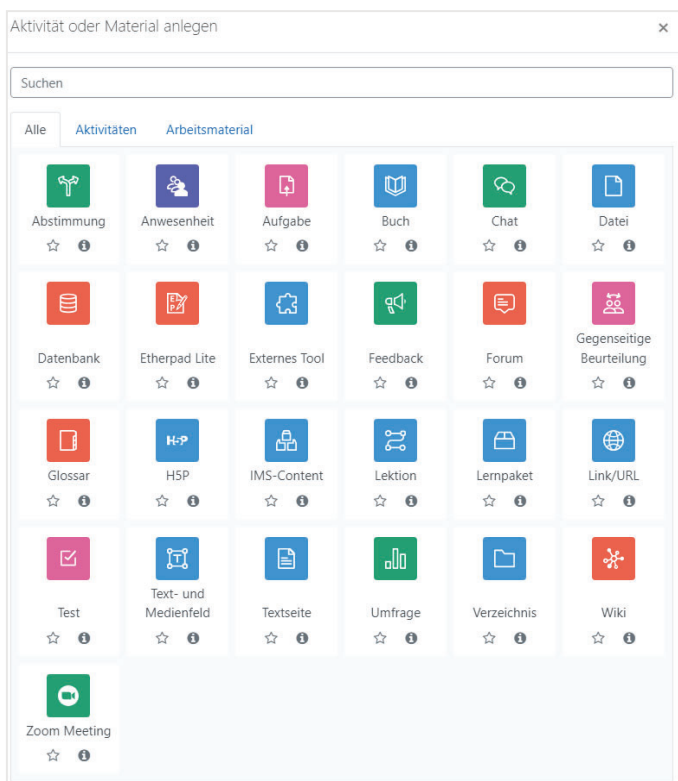 Aktivität oder Material anlegen ×
Suchen
Alle Aktivitäten Arbeitsmaterial
Abstimmung Anwesenheit Aufgabe Buch Chat Datei
Datenbank Etherpad Lite Externes Tool Feedback Forum Gegenseitige
Beurteilung
H5P
Glossar H5P IMS-Content Lektion Lernpaket Link/URL
Test Text- und
Medienfeld Textseite Umfrage Verzeichnis Wiki
Zoom Meeting